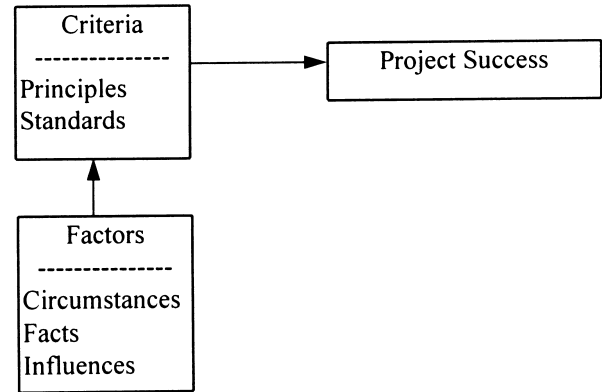 Criteria
---------------
Principles
Standards
Project Success
Factors
---------------
Circumstances
Facts
Influences